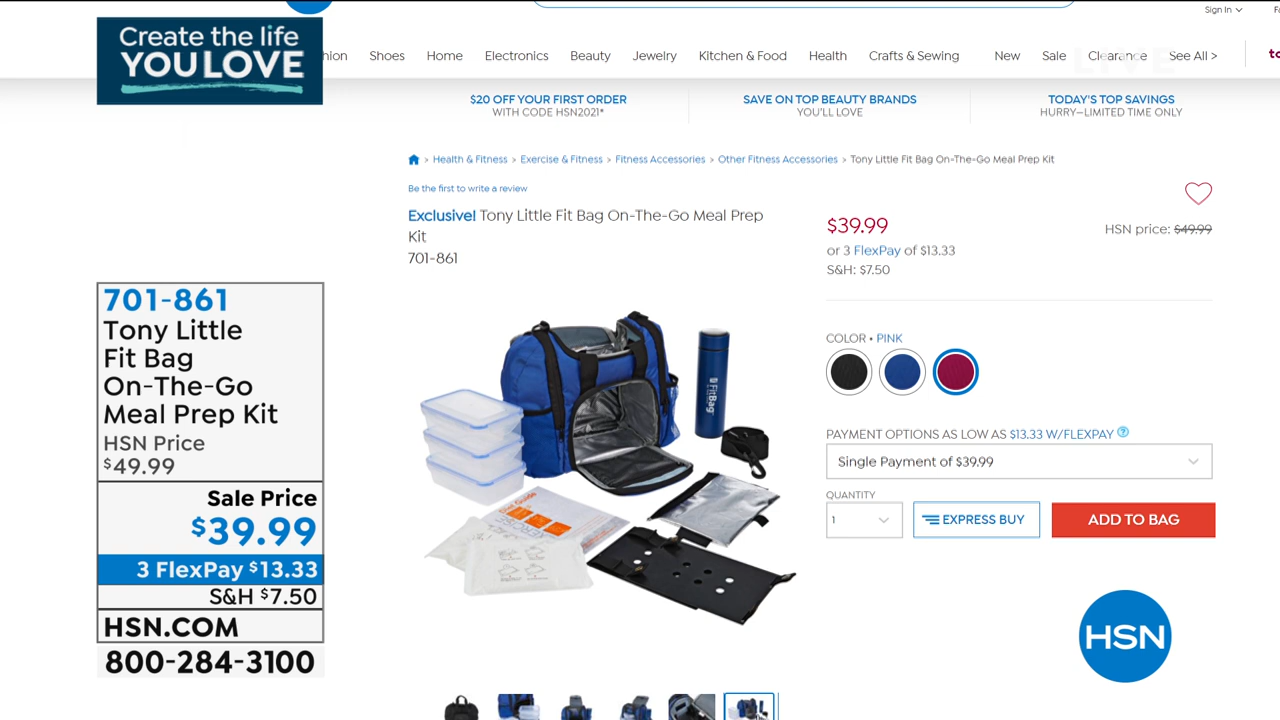 Create the life
YOU LOVE
Sign In
Shoes
Home
Electronics
Beauty
Jewelry
Kitchen & Food
Health
Crafts & Sewing
New
Sale
Clearance
See All >
LIVE
$20 OFF YOUR FIRST ORDER
WITH CODE HSN2021*
SAVE ON TOP BEAUTY BRANDS
YOU'LL LOVE
TODAY'S TOP SAVINGS
HURRY—LIMITED TIME ONLY
> Health & Fitness > Exercise & Fitness > Fitness Accessories > Other Fitness Accessories > Tony Little Fit Bag On-The-Go Meal Prep Kit
Be the first to write a review
Exclusive! Tony Little Fit Bag On-The-Go Meal Prep
Kit
701-861
$39.99
HSN price: $49.99
or 3 FlexPay of $13.33
S&H: $7.50
COLOR • PINK
PAYMENT OPTIONS AS LOW AS $13.33 W/FLEXPAY ?
Single Payment of $39.99
QUANTITY
1
EXPRESS BUY
ADD TO BAG
FitBag
701-861
Tony Little
Fit Bag
On-The-Go
Meal Prep Kit
HSN Price
$49.99
Sale Price
$39.99
3 FlexPay $13.33
S&H $7.50
HSN.COM
800-284-3100
HSN